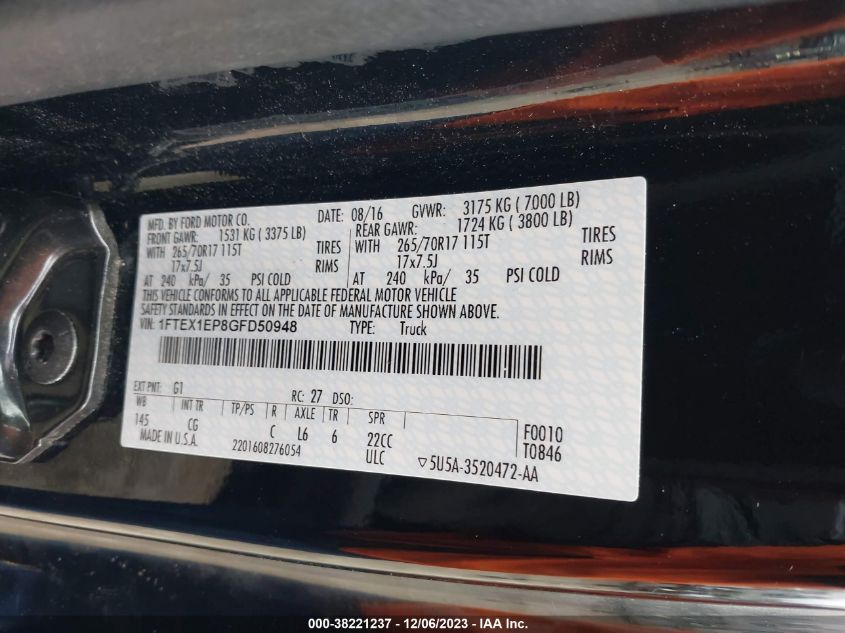 MFD. BY FORD MOTOR CO.
DATE: 08/16 GVWR: 3175 KG ( 7000 LB)
FRONT GAWR: 1531 KG ( 3375 LB) REAR GAWR: 1724 KG ( 3800 LB)
WITH 265/70R17 115T TIRES WITH 265/70R17 115T TIRES
17x7.5J RIMS 17x7.5J RIMS
AT 240 kPa/ 35 PSI COLD AT 240 kPa/ 35 PSI COLD
THIS VEHICLE CONFORMS TO ALL APPLICABLE FEDERAL MOTOR VEHICLE
SAFETY STANDARDS IN EFFECT ON THE DATE OF MANUFACTURE SHOWN ABOVE.
VIN: 1FTEX1EP8GFD50948 TYPE: Truck
EXT PNT: G1 RC: 27 DSO:
WB INT TR TP/PS R AXLE TR SPR
145 CG C L6 6 22CC F0010
MADE IN U.S.A. 2201608276054 ULC T0846
▽5U5A-3520472-AA
000-38221237 - 12/06/2023 - IAA Inc.